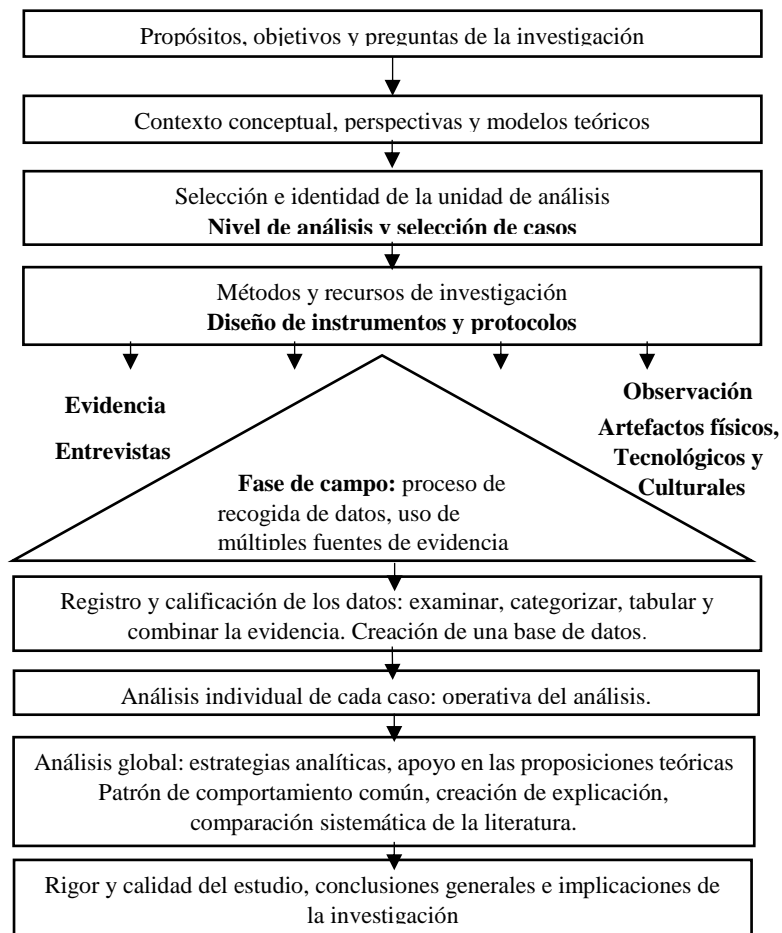 Propósitos, objetivos y preguntas de la investigación
Contexto conceptual, perspectivas y modelos teóricos
Selección e identidad de la unidad de análisis
Nivel de análisis y selección de casos
Métodos y recursos de investigación
Diseño de instrumentos y protocolos
Evidencia
Entrevistas
Observación
Artefactos físicos,
Tecnológicos y
Culturales
Fase de campo: proceso de
recogida de datos, uso de
múltiples fuentes de evidencia
Registro y calificación de los datos: examinar, categorizar, tabular y
combinar la evidencia. Creación de una base de datos.
Análisis individual de cada caso: operativa del análisis.
Análisis global: estrategias analíticas, apoyo en las proposiciones teóricas
Patrón de comportamiento común, creación de explicación,
comparación sistemática de la literatura.
Rigor y calidad del estudio, conclusiones generales e implicaciones de
la investigación